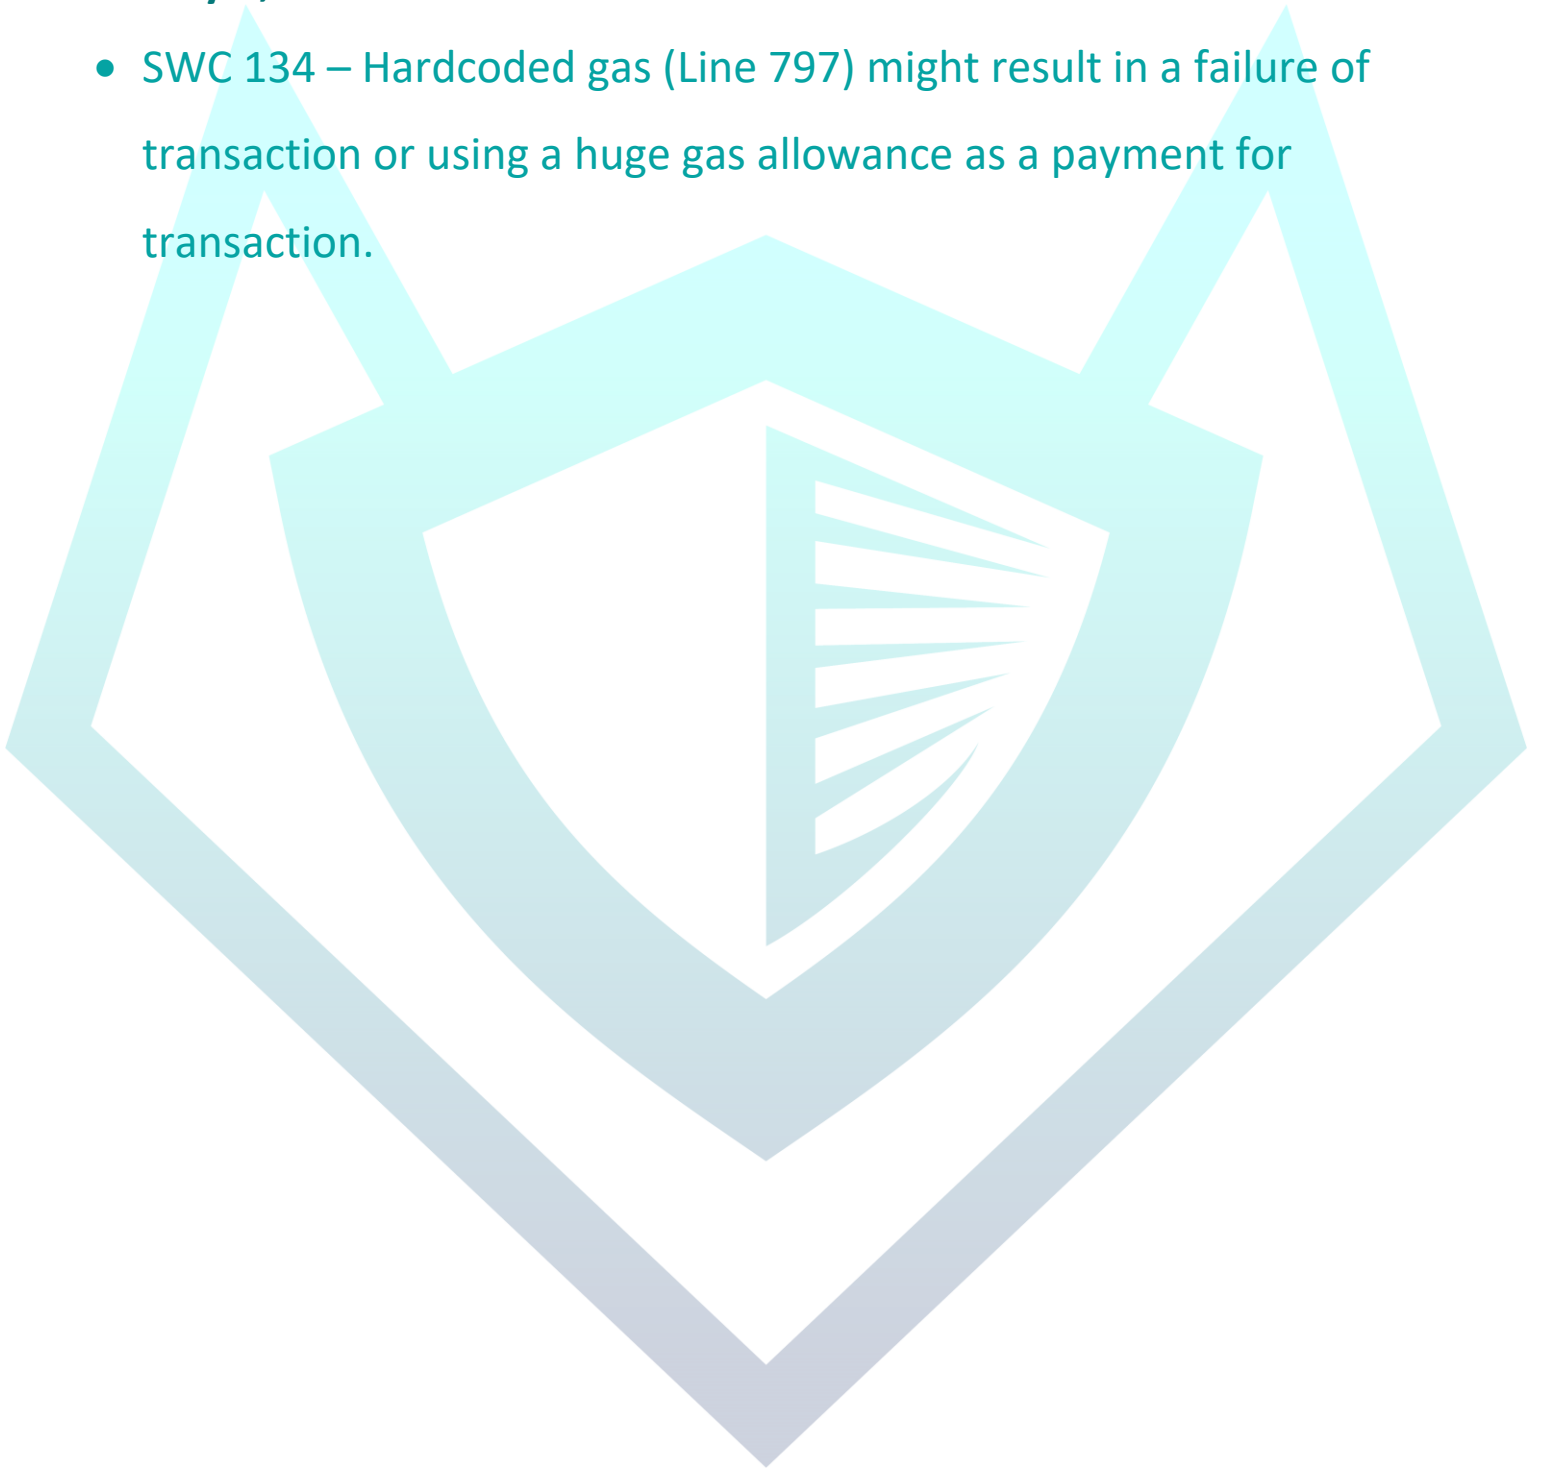 • SWC 134 – Hardcoded gas (Line 797) might result in a failure of
transaction or using a huge gas allowance as a payment for
transaction.